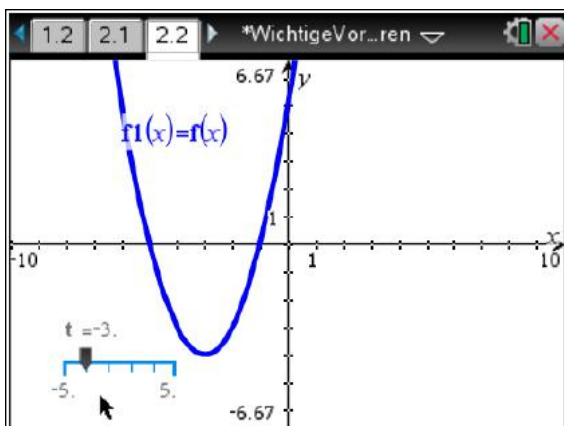 1.2 2.1 2.2 *WichtigeVor...ren
6.67 y
f1(x)=f(x)
1
x
-10 1 10
t =-3.
-5. 5.
-6.67